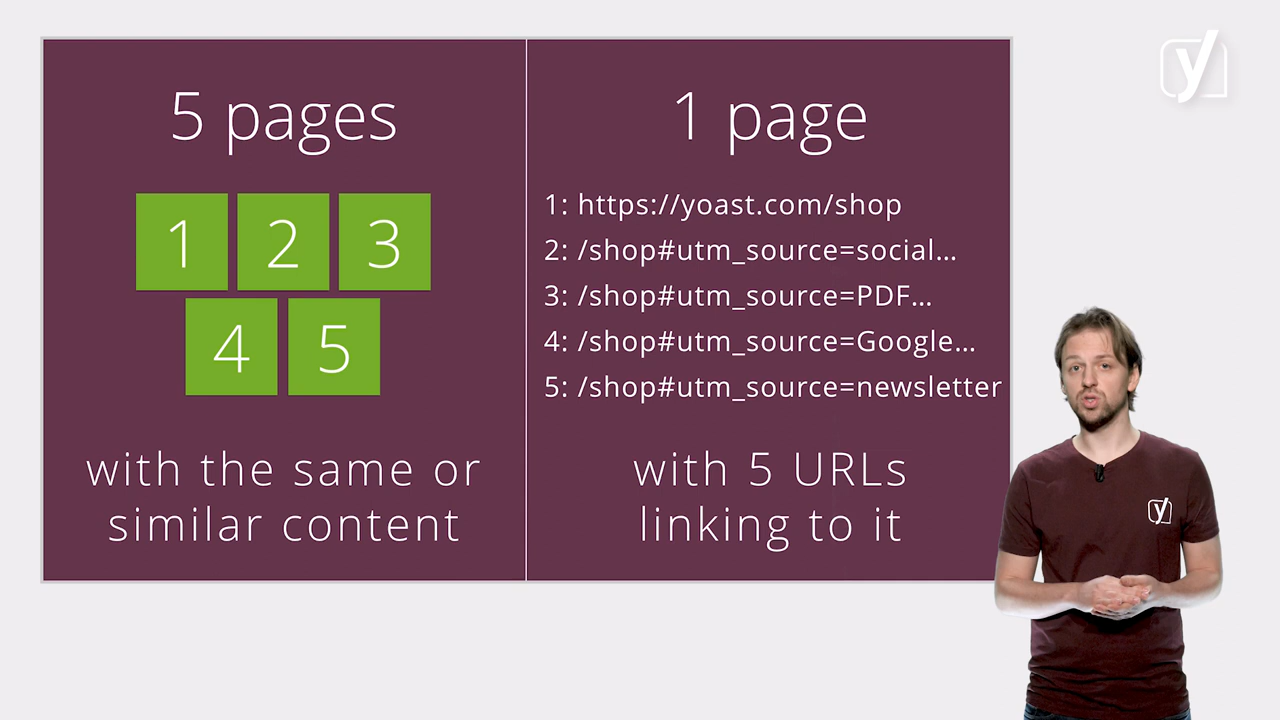 5 pages
1 2 3
4 5
with the same or
similar content
1 page
1: https://yoast.com/shop
2: /shop#utm_source=social...
3: /shop#utm_source=PDF...
4: /shop#utm_source=Google...
5: /shop#utm_source=newsletter
with 5 URLs
linking to it
y
y